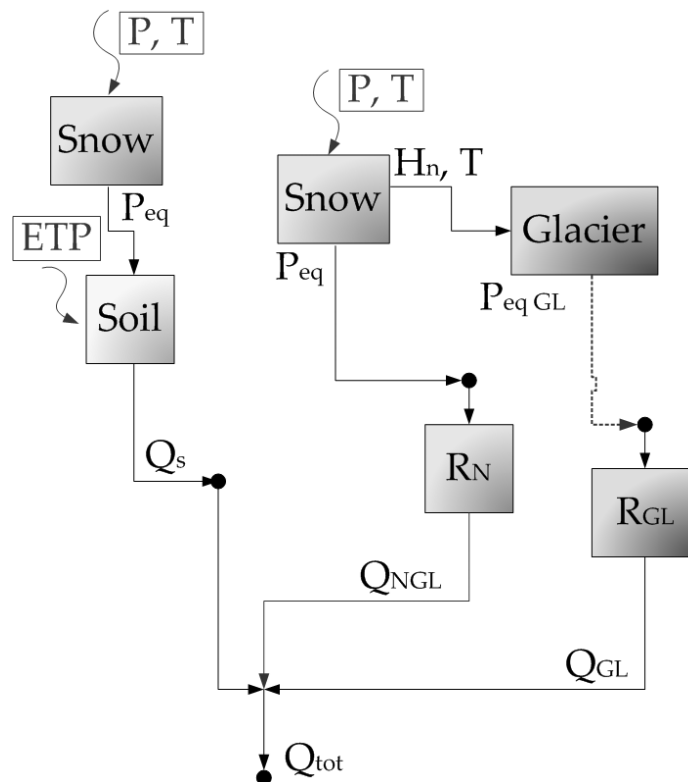 P, T
Snow
Peq
ETP
Soil
Qs
P, T
Snow
Hn, T
Glacier
Peq
Peq GL
RN
RGL
QNGL
QGL
Qtot